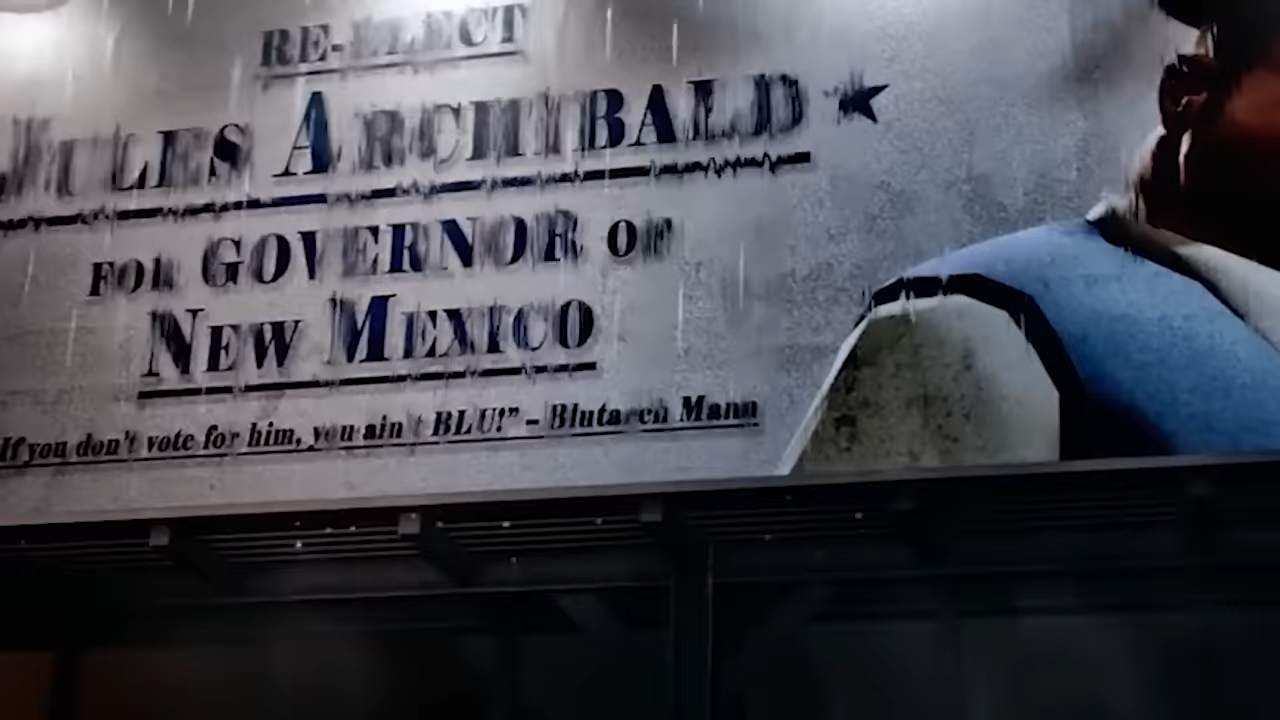 RE-ELECT
JULES ARCHIBALD
FOR GOVERNOR OF
NEW MEXICO
If you don't vote for him, you ain't BLU!" – Blutarch Mann